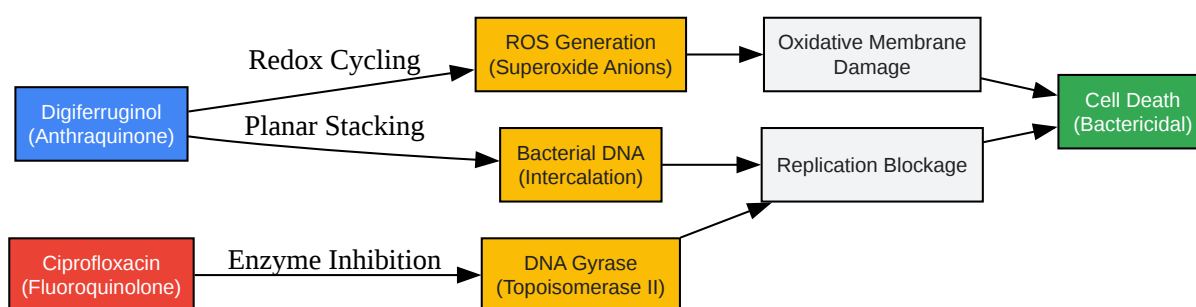 Digiferruginol
(Anthraquinone)
Redox Cycling
ROS Generation
(Superoxide Anions)
Oxidative Membrane
Damage
Planar Stacking
Bacterial DNA
(Intercalation)
Replication Blockage
Cell Death
(Bactericidal)
Ciprofloxacin
(Fluoroquinolone)
Enzyme Inhibition
DNA Gyrase
(Topoisomerase II)